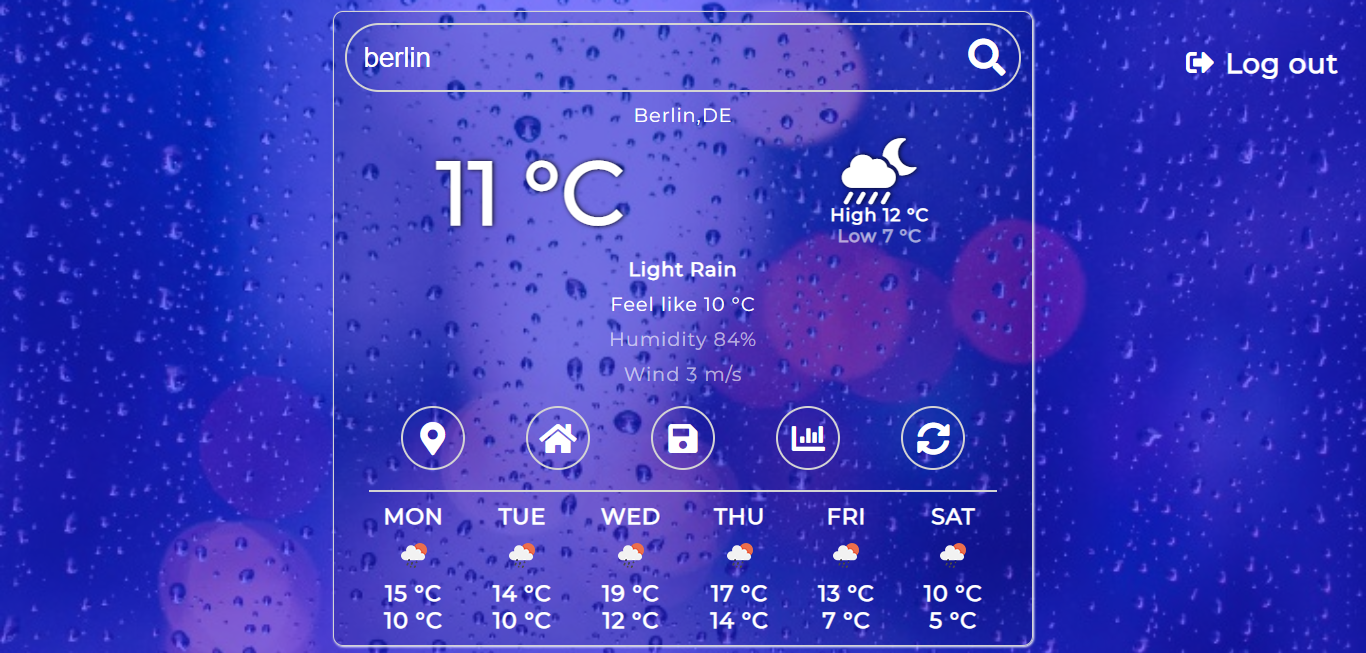 berlin
Log out
Berlin,DE
11 °C
High 12 °C
Low 7 °C
Light Rain
Feel like 10 °C
Humidity 84%
Wind 3 m/s
MON TUE WED THU FRI SAT
15 °C 14 °C 19 °C 17 °C 13 °C 10 °C
10 °C 10 °C 12 °C 14 °C 7 °C 5 °C